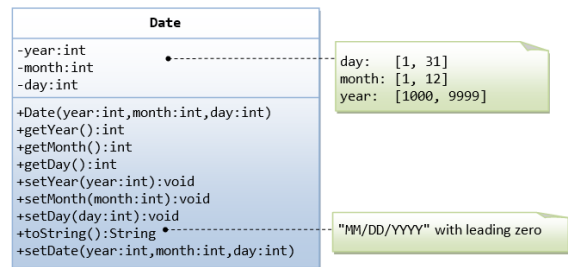 Date
-year:int
-month:int
-day:int
+Date(year:int,month:int,day:int)
+getYear():int
+getMonth():int
+getDay():int
+setYear(year:int):void
+setMonth(month:int):void
+setDay(day:int):void
+toString():String
+setDate(year:int,month:int,day:int)
day: [1, 31]
month: [1, 12]
year: [1000, 9999]
"MM/DD/YYYY" with leading zero